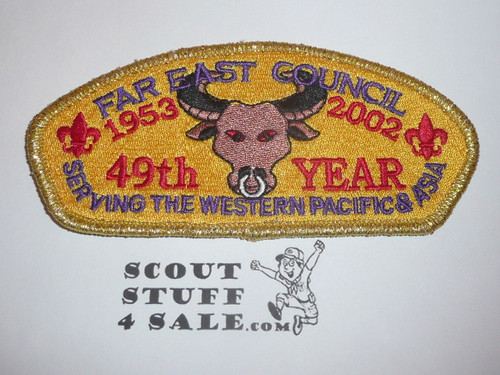 FAR EAST COUNCIL
1953 2002
49th YEAR
SERVING THE WESTERN PACIFIC & ASIA
SCOUT
STUFF
4 SALE.com